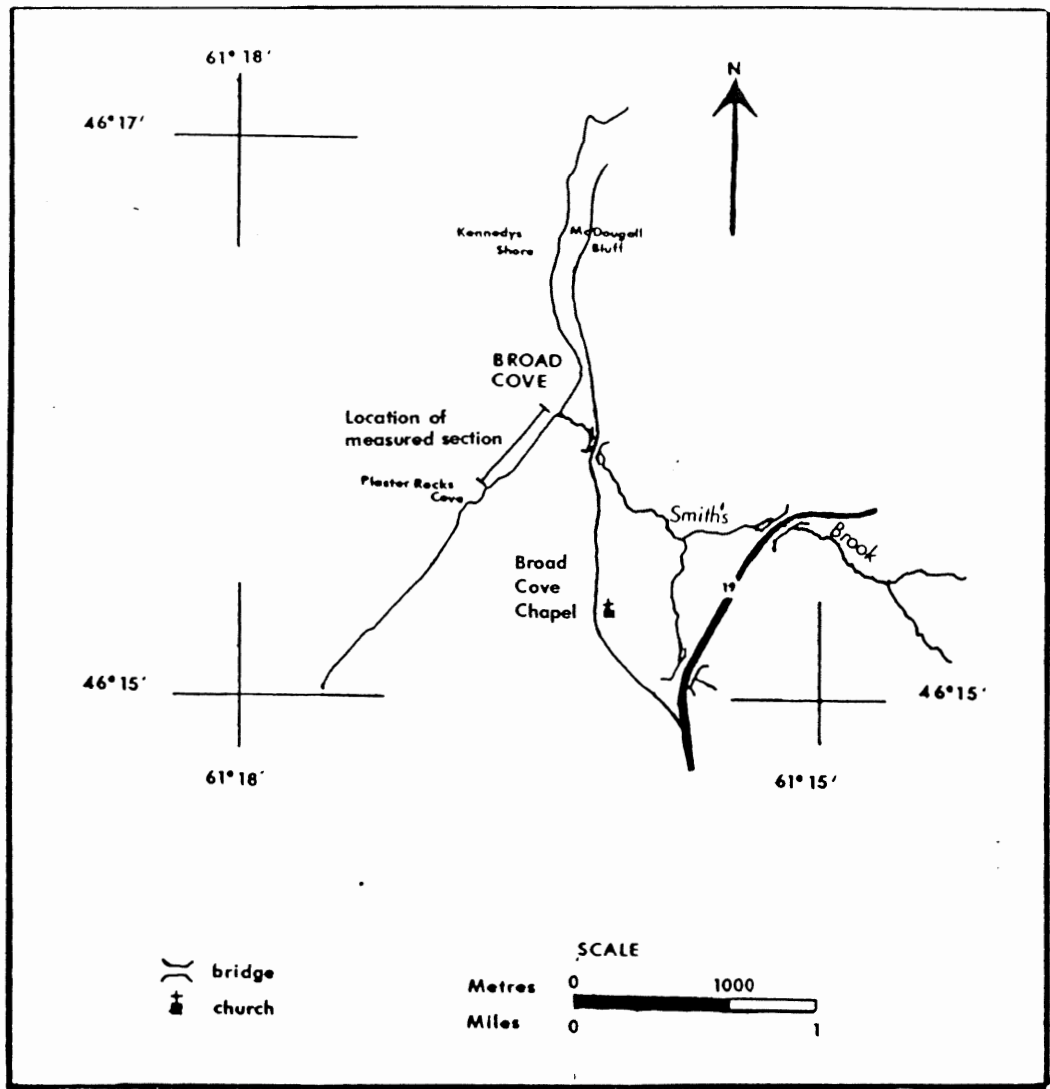 61° 18'
N
46° 17'
Kennedys
Shore
McDougall
Bluff
BROAD
COVE
Location of
measured section
Plaster Rocks
Cove
Smith's
Brook
Broad
Cove
Chapel
19
46° 15'
46° 15'
61° 18'
61° 15'
SCALE
bridge
church
Metres 0 1000
Miles 0 1